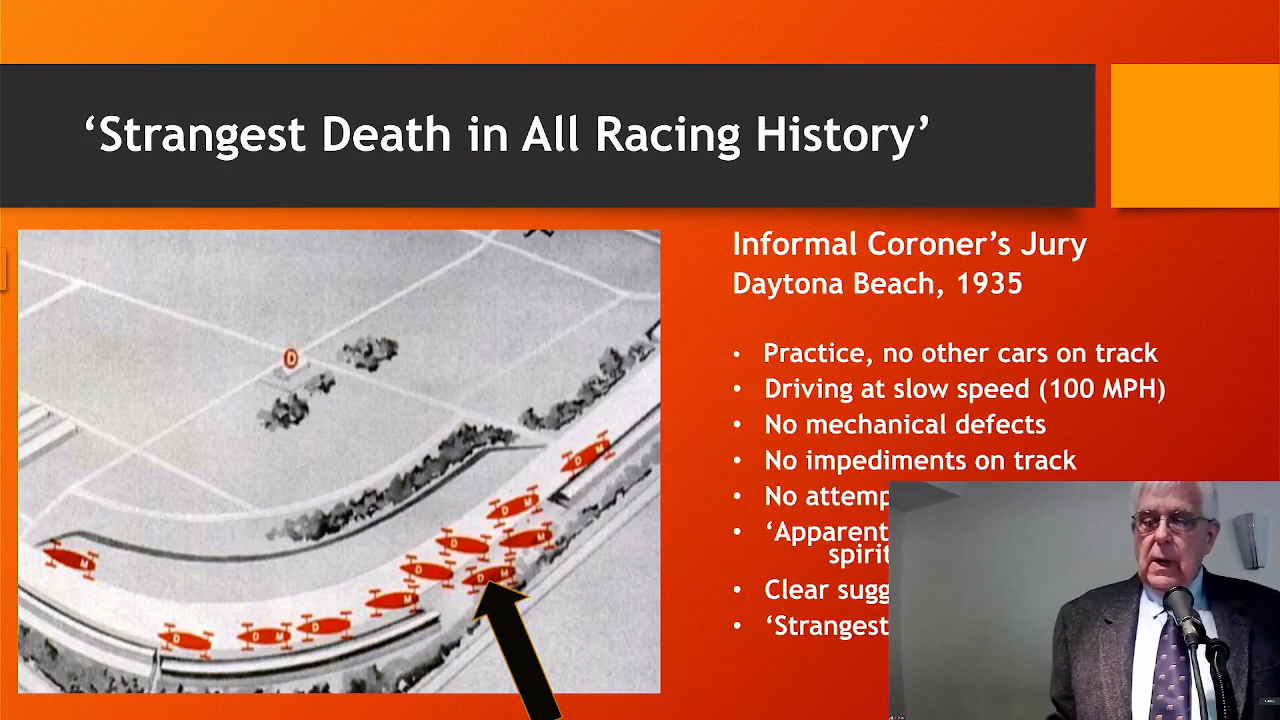 ‘Strangest Death in All Racing History’
Informal Coroner’s Jury
Daytona Beach, 1935
• Practice, no other cars on track
• Driving at slow speed (100 MPH)
• No mechanical defects
• No impediments on track
• No attemp
• ‘Apparent
spirit
• Clear sugg
• ‘Strangest
D
D M
D M
D M
D M
D M
D M
D M
D M
D M
D M
D M